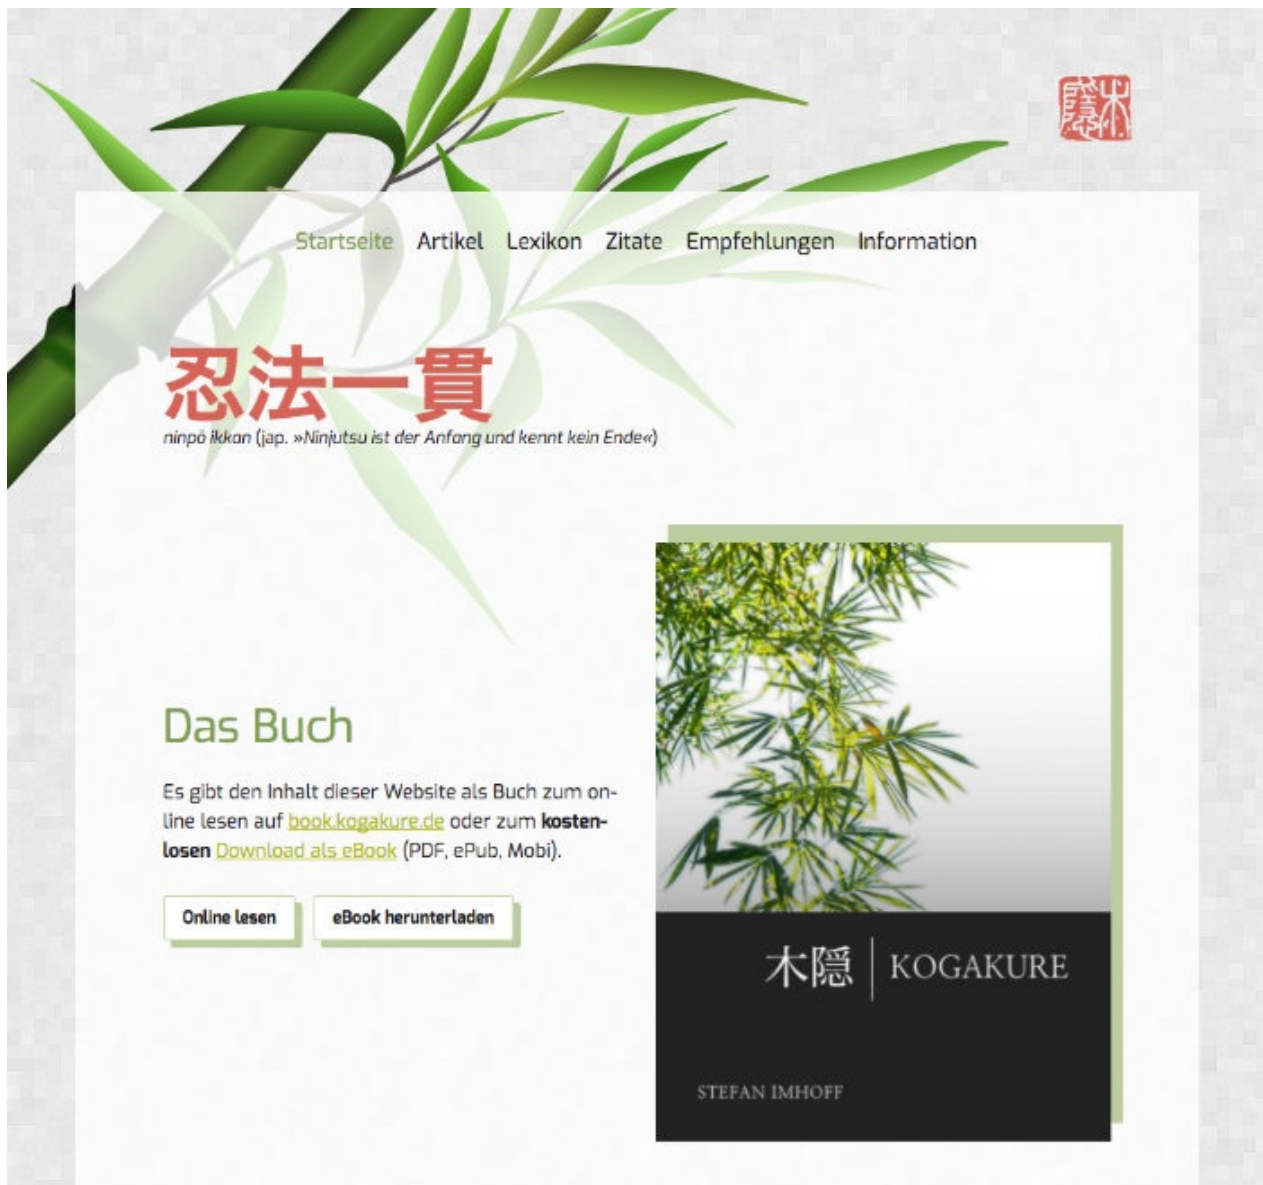 木隠
Startseite Artikel Lexikon Zitate Empfehlungen Information
忍法一貫
ninpō ikkan (jap. »Ninjutsu ist der Anfang und kennt kein Ende«)
Das Buch
Es gibt den Inhalt dieser Website als Buch zum on-
line lesen auf book.kogakure.de oder zum kosten-
losen Download als eBook (PDF, ePub, Mobi).
Online lesen eBook herunterladen
木隠 | KOGAKURE
STEFAN IMHOFF